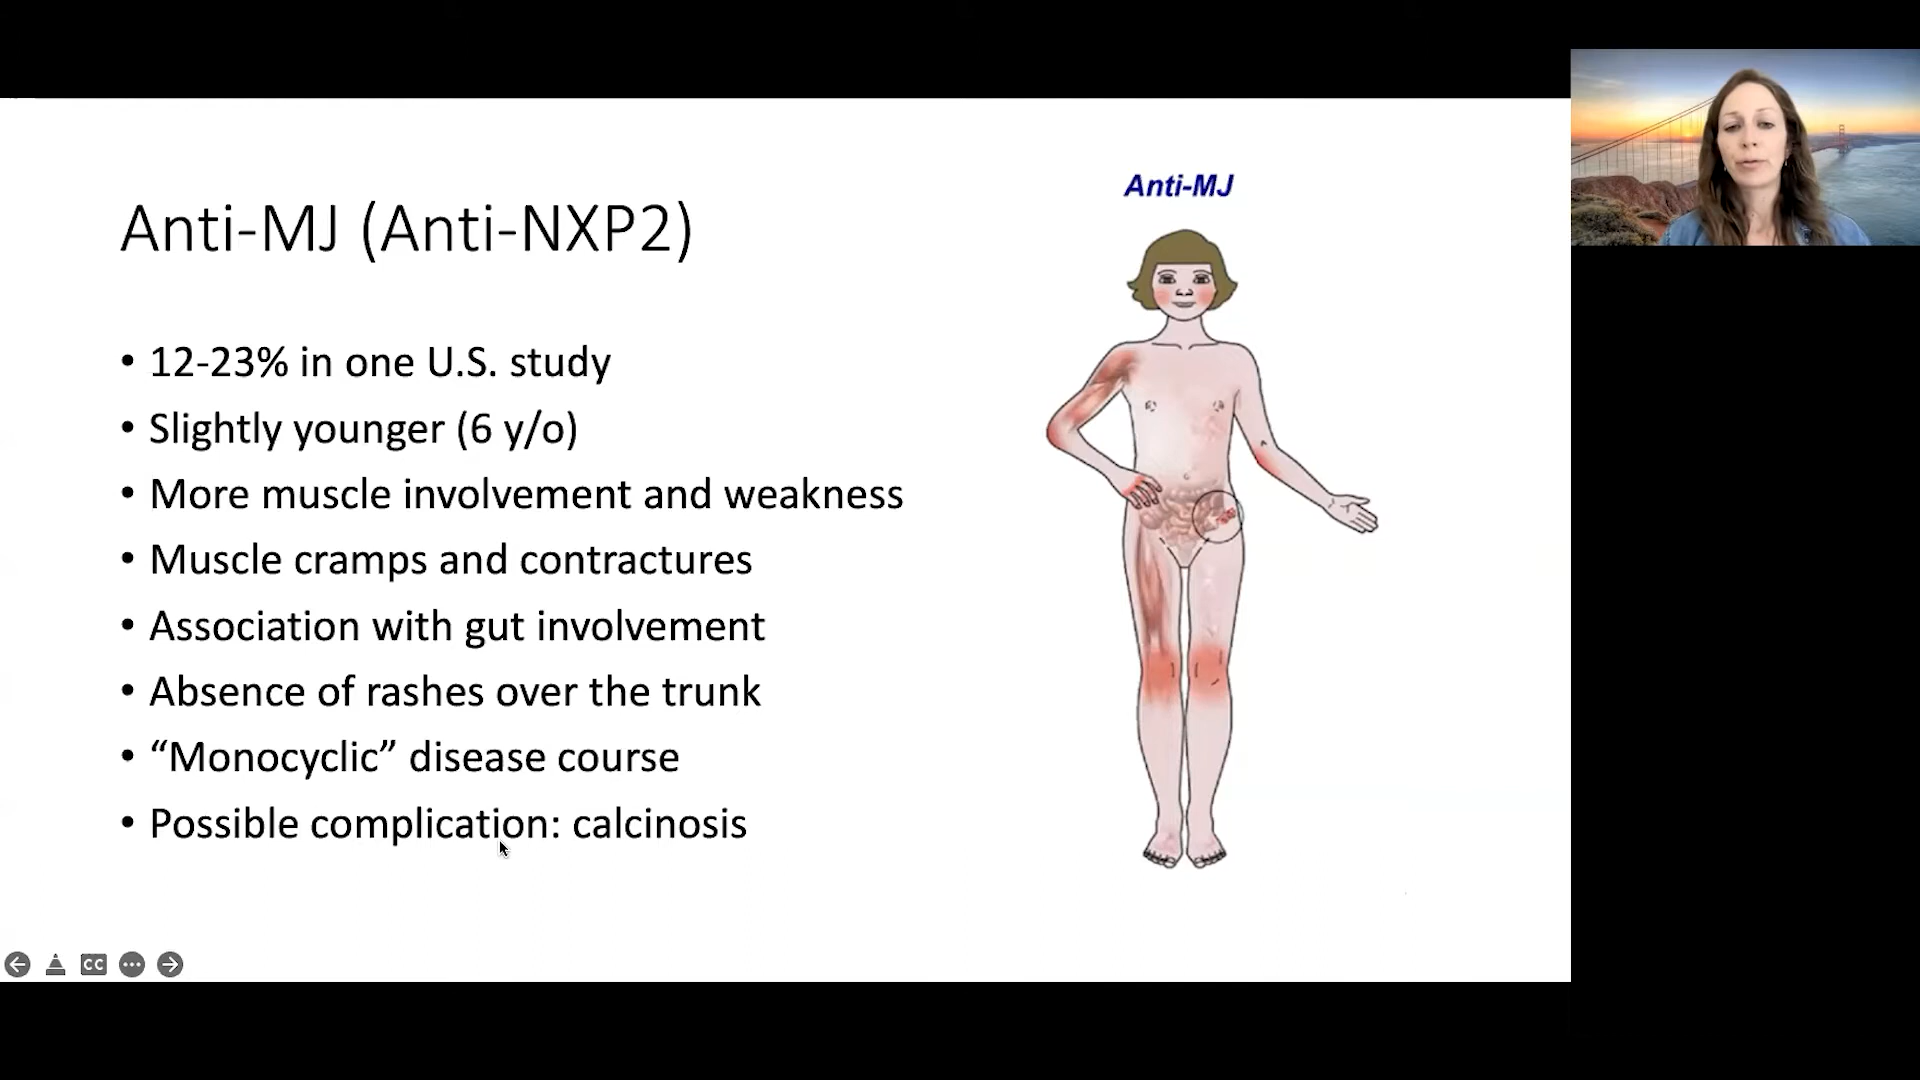 Anti-MJ (Anti-NXP2)
• 12-23% in one U.S. study
• Slightly younger (6 y/o)
• More muscle involvement and weakness
• Muscle cramps and contractures
• Association with gut involvement
• Absence of rashes over the trunk
• “Monocyclic” disease course
• Possible complication: calcinosis
Anti-MJ
CC